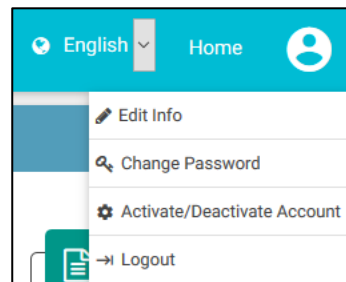 English Home
Edit Info
Change Password
Activate/Deactivate Account
Logout